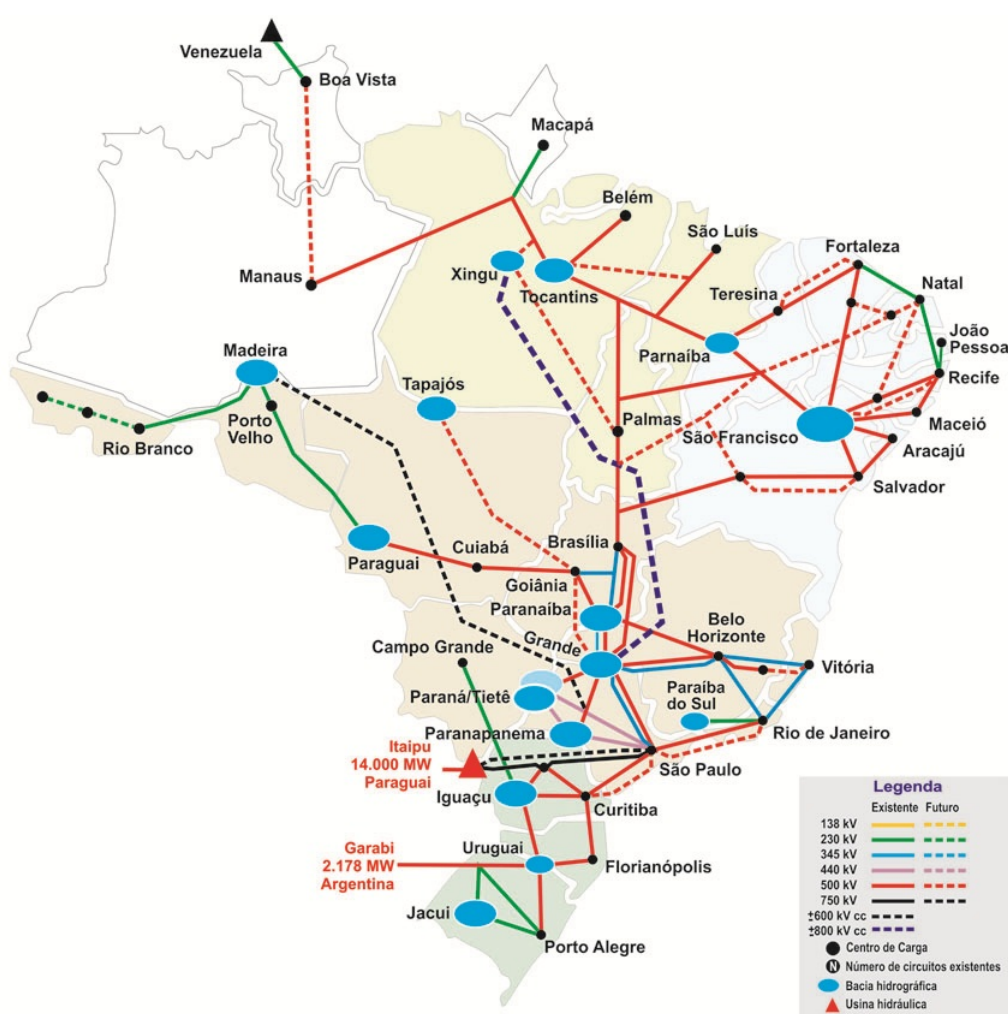 Venezuela
Boa Vista
Macapá
Belém
São Luís
Xingu
Tocantins
Fortaleza
Manaus
Teresina
Natal
João
Pessoa
Parnaíba
Madeira
Recife
Tapajós
Porto
Velho
Rio Branco
Palmas
São Francisco
Maceió
Aracajú
Salvador
Paraguai
Cuiabá
Brasília
Goiânia
Paranaíba
Belo
Horizonte
Grande
Campo Grande
Vitória
Paraná/Tietê
Paraíba
do Sul
Paranapanema
Rio de Janeiro
Itaipu
14.000 MW
Paraguai
São Paulo
Iguaçu
Curitiba
Garabi
2.178 MW
Argentina
Uruguai
Florianópolis
Jacui
Porto Alegre
Legenda
Existente Futuro
138 kV
230 kV
345 kV
440 kV
500 kV
750 kV
±600 kV cc
±800 kV cc
Centro de Carga
N Número de circuitos existentes
Bacia hidrográfica
Usina hidráulica